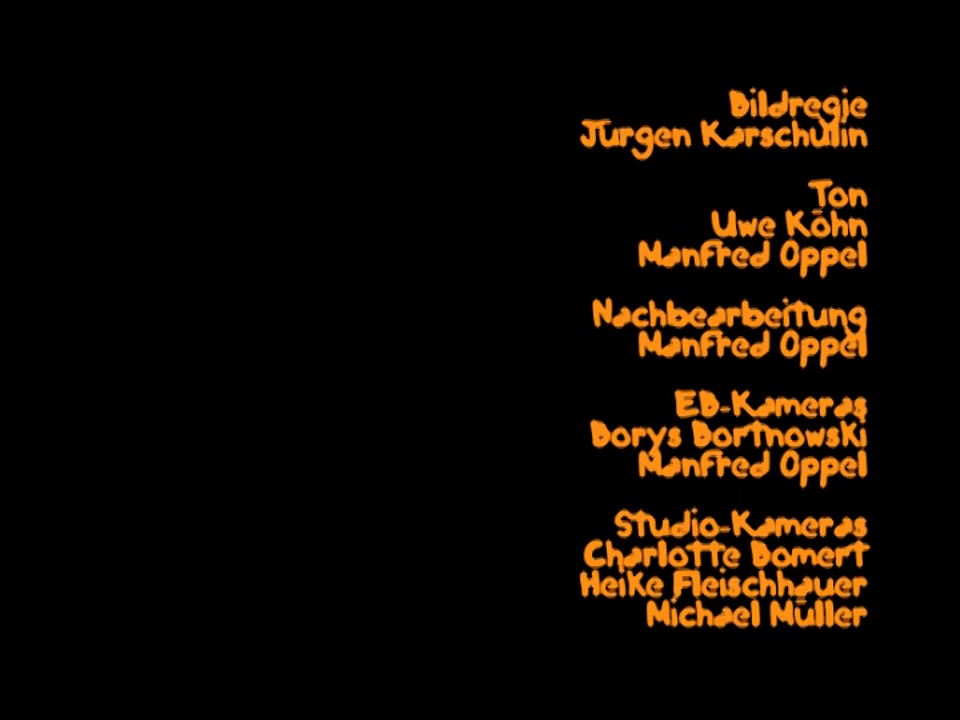 Bildregie
Jürgen Karschulin
Ton
Uwe Köhn
Manfred Oppel
Nachbearbeitung
Manfred Oppel
EB-Kameras
Borys Bortnowski
Manfred Oppel
Studio-Kameras
Charlotte Bomert
Heike Fleischhauer
Michael Müller